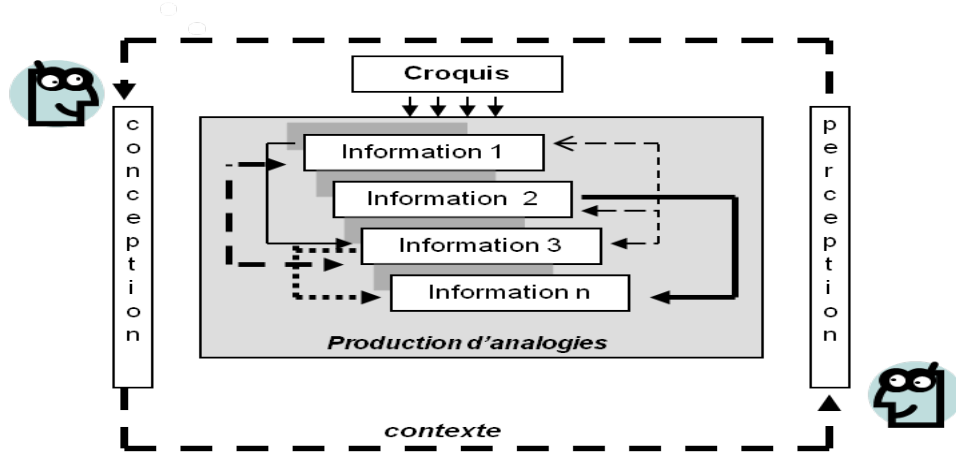 Croquis
conception
perception
Information 1
Information 2
Information 3
Information n
Production d'analogies
contexte